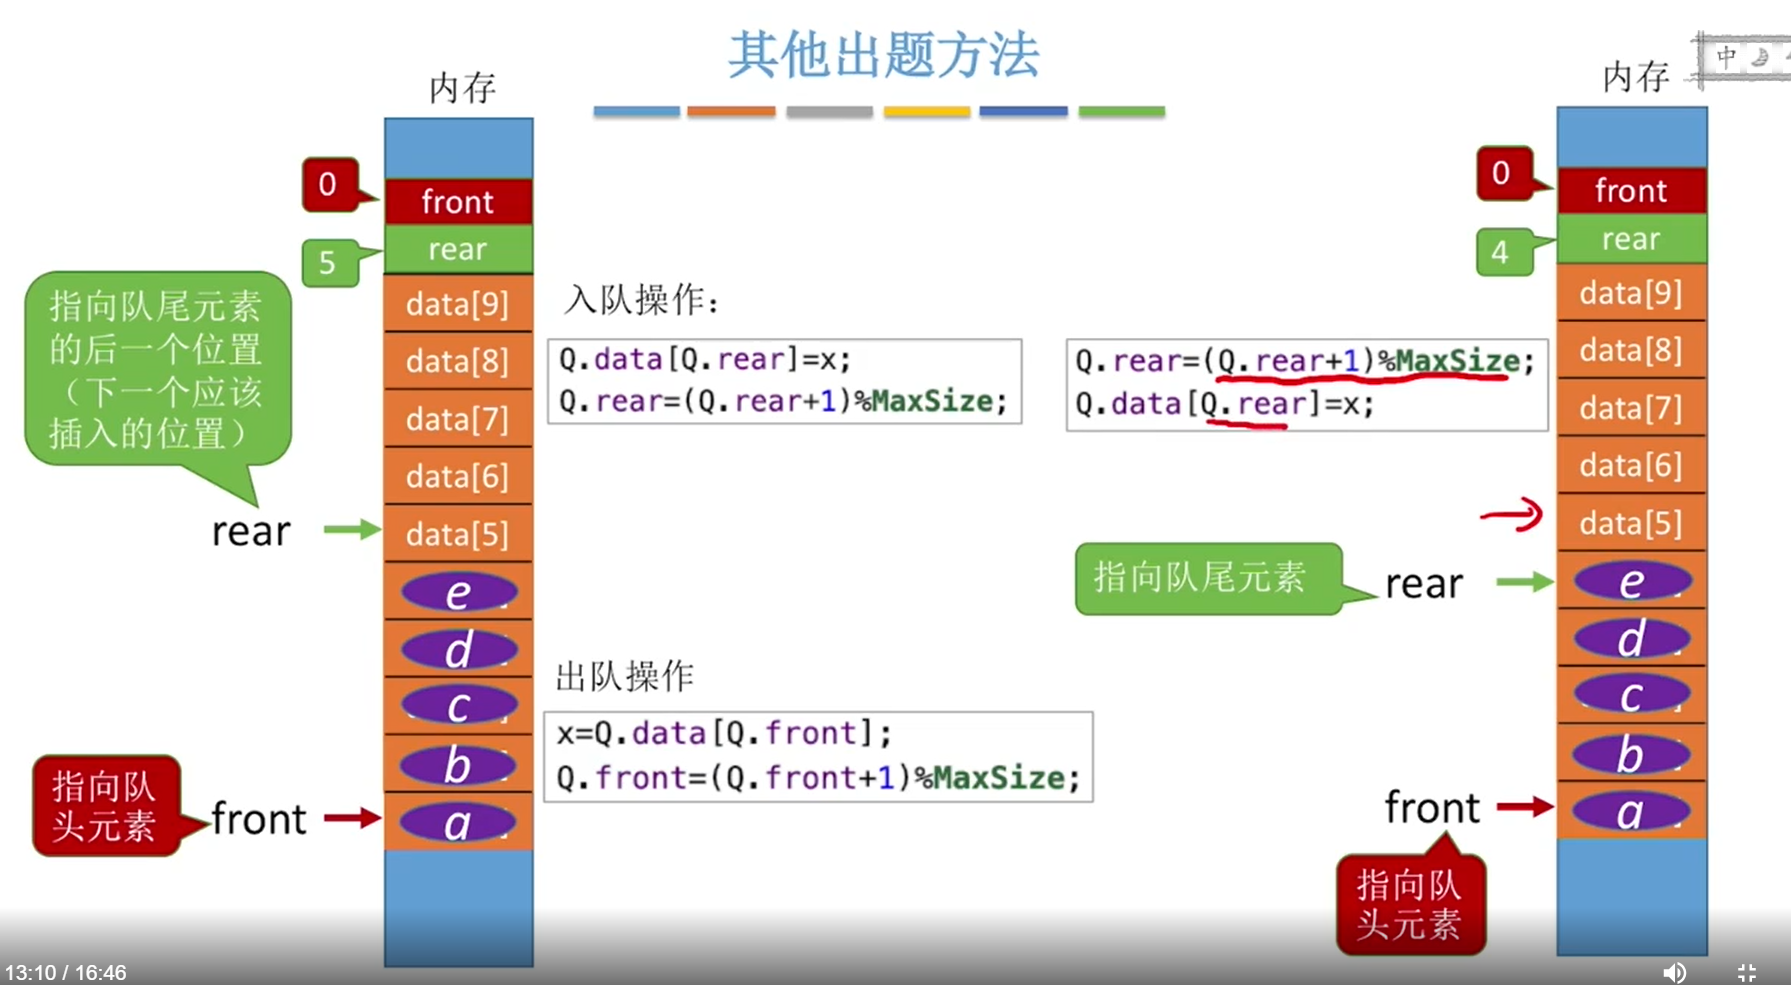 其他出题方法
中
内存
0
front
5
rear
指向队尾元素
的后一个位置
（下一个应该
插入的位置）
data[9]
data[8]
data[7]
data[6]
rear
data[5]
e
d
c
b
指向队
头元素
front
a
入队操作：
Q.data[Q.rear]=x;
Q.rear=(Q.rear+1)%MaxSize;
Q.rear=(Q.rear+1)%MaxSize;
Q.data[Q.rear]=x;
出队操作
x=Q.data[Q.front];
Q.front=(Q.front+1)%MaxSize;
内存
0
front
4
rear
data[9]
data[8]
data[7]
data[6]
data[5]
指向队尾元素
rear
e
d
c
b
front
a
指向队
头元素
13:10 / 16:46